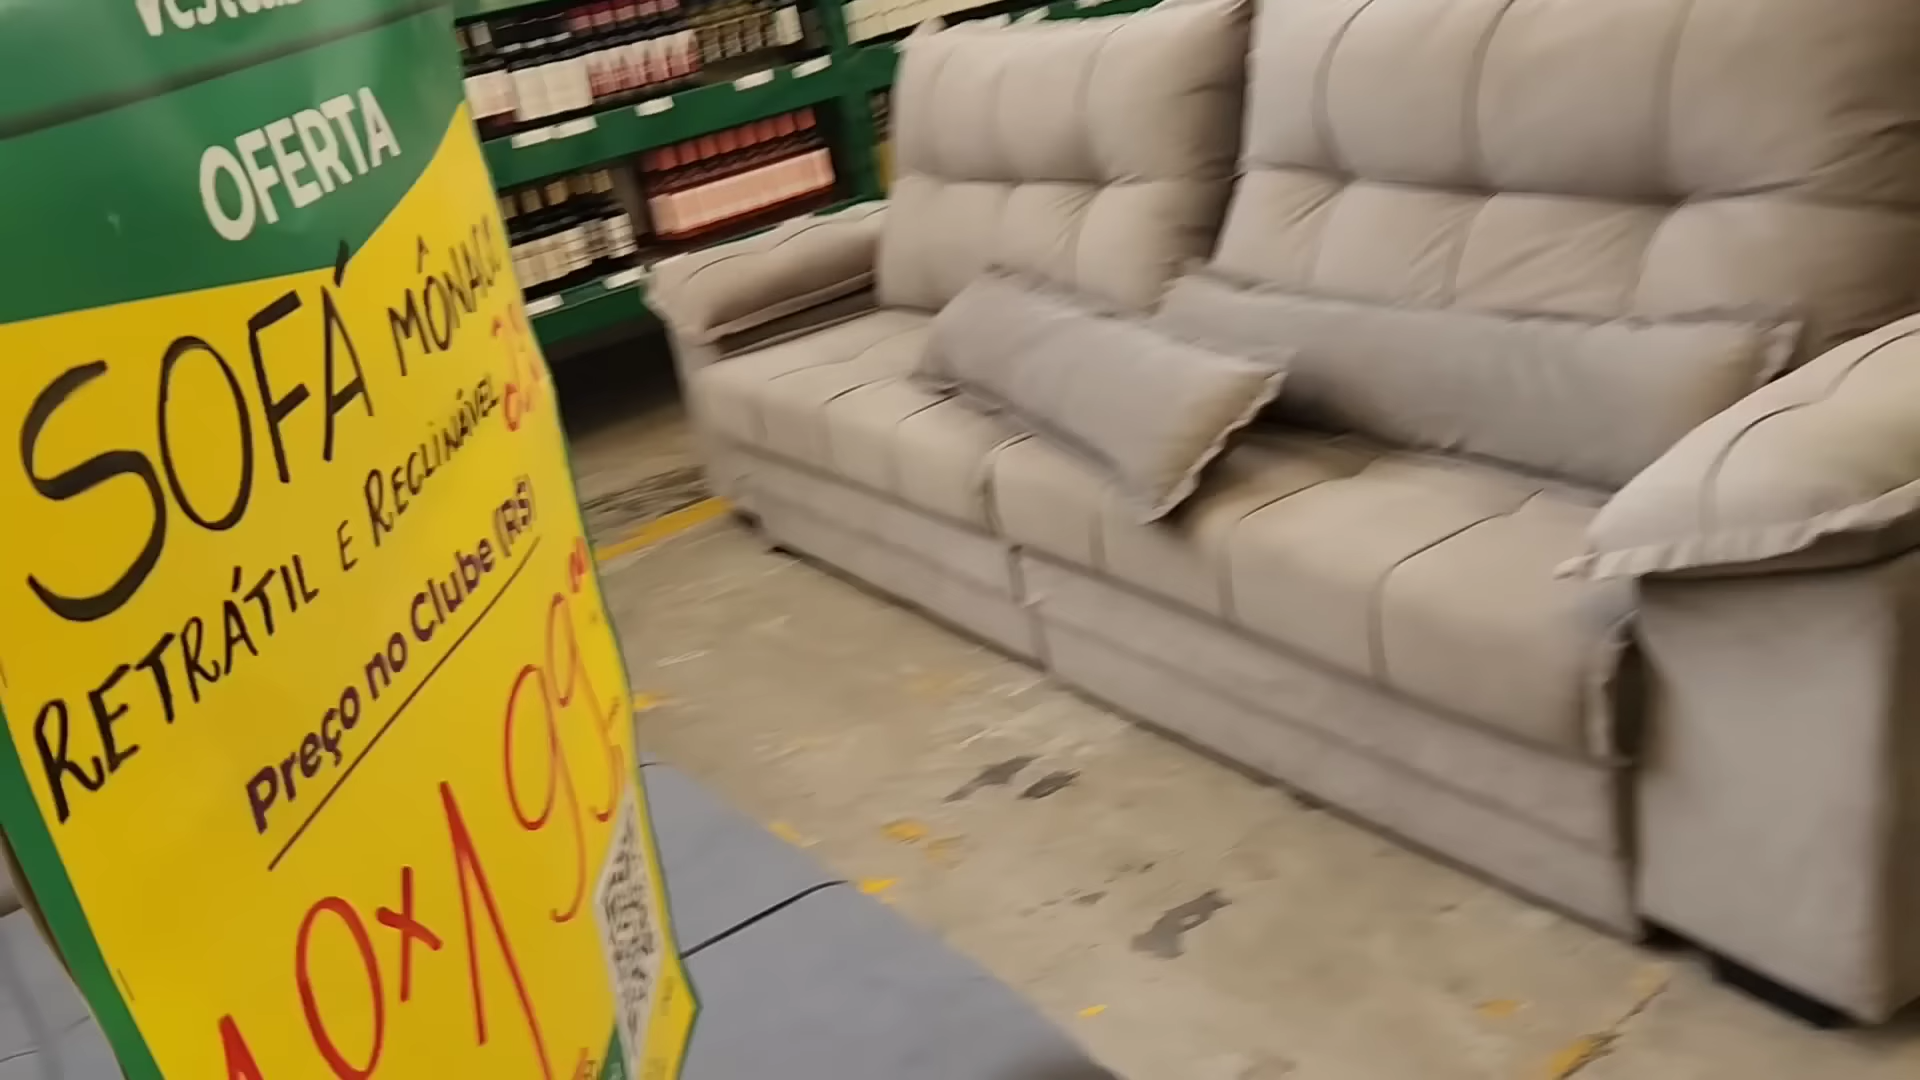 OFERTA
SOFÁ MÔNACO
RETRÁTIL E RECLINÁVEL
Preço no Clube (R$)
10x199